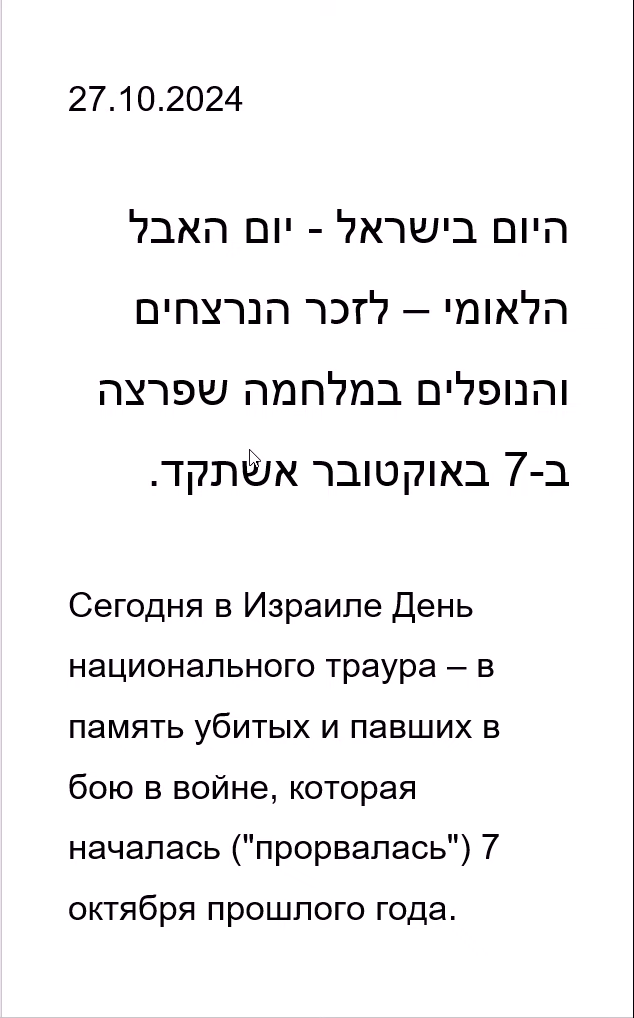 27.10.2024
היום בישראל - יום האבל
הלאומי – לזכר הנרצחים
והנופלים במלחמה שפרצה
ב-7 באוקטובר אשתקד.
Сегодня в Израиле День
национального траура – в
память убитых и павших в
бою в войне, которая
началась ("прорвалась") 7
октября прошлого года.